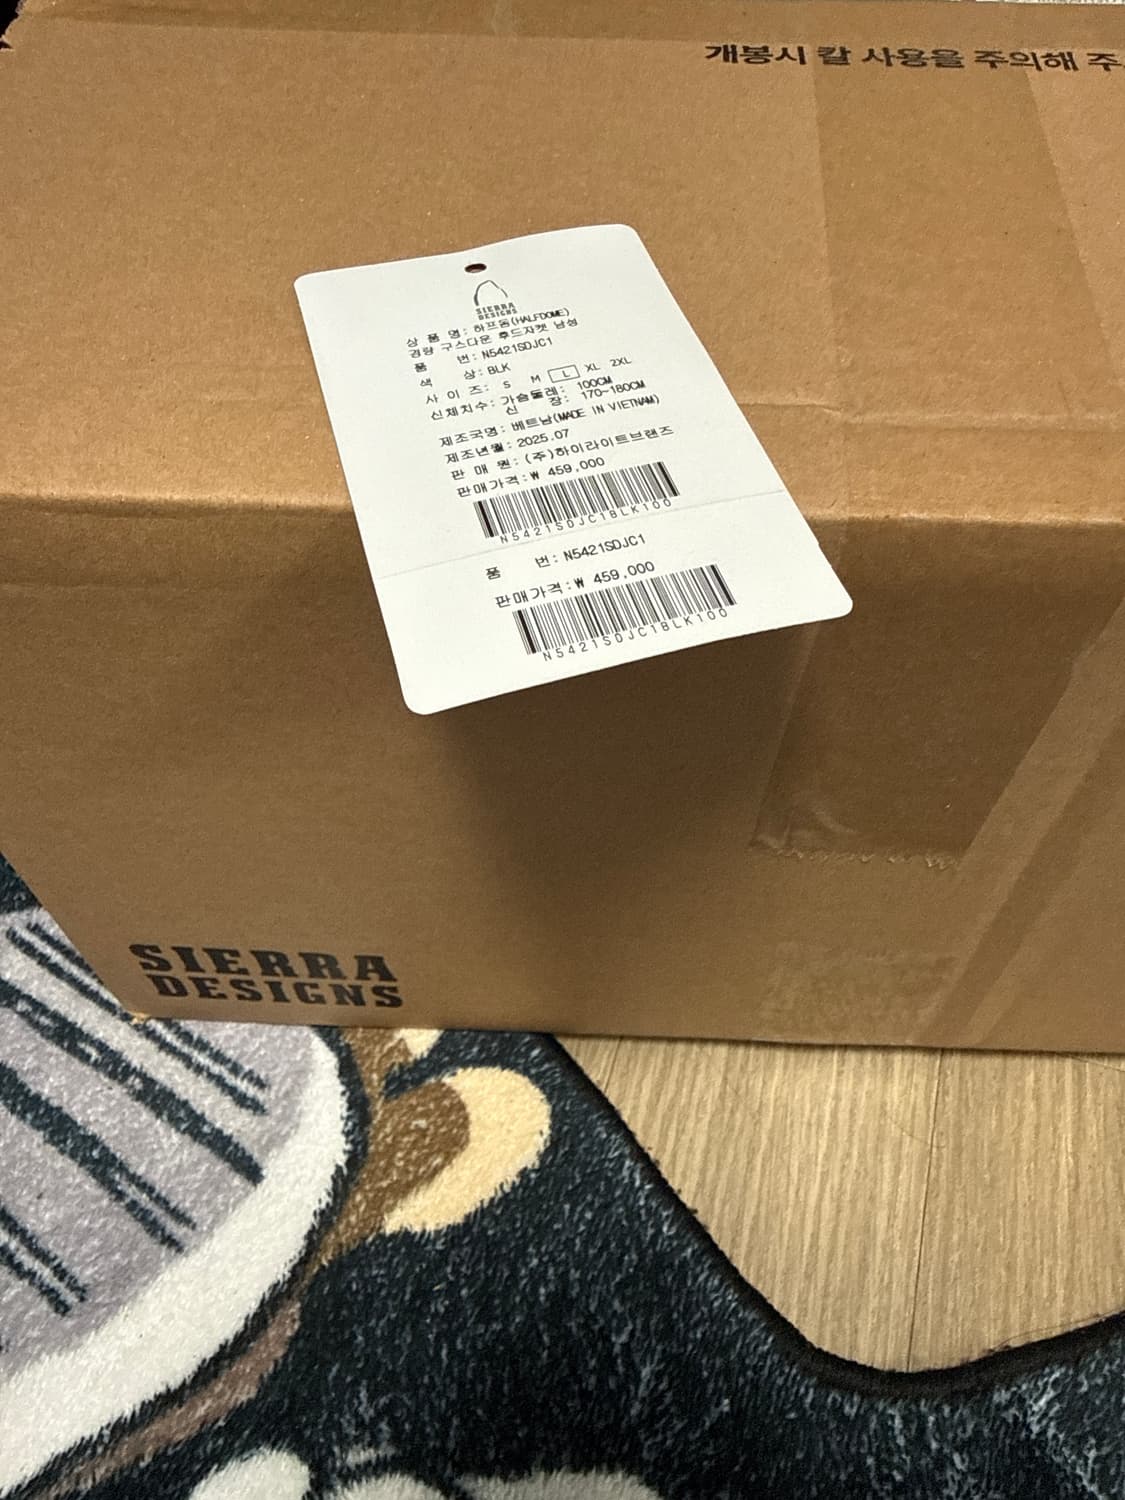 개봉시 칼 사용을 주의해 주
SIERRA
DESIGNS
상 품 명: 하프돔(HALFDOME)
경량 구스다운 후드자켓 남성
품 번: N5421SDJC1
색 상: BLK
사 이 즈: S M L XL 2XL
신체치수: 가슴둘레: 100CM
신 장: 170~180CM
제조국명: 베트남(MADE IN VIETNAM)
제조년월: 2025.07
판 매 원: (주)하이라이트브랜즈
판매가격:₩ 459,000
N5421SDJC1BLK100
품 번: N5421SDJC1
판매가격:₩ 459,000
N5421SDJC1BLK100
SIERRA
DESIGNS